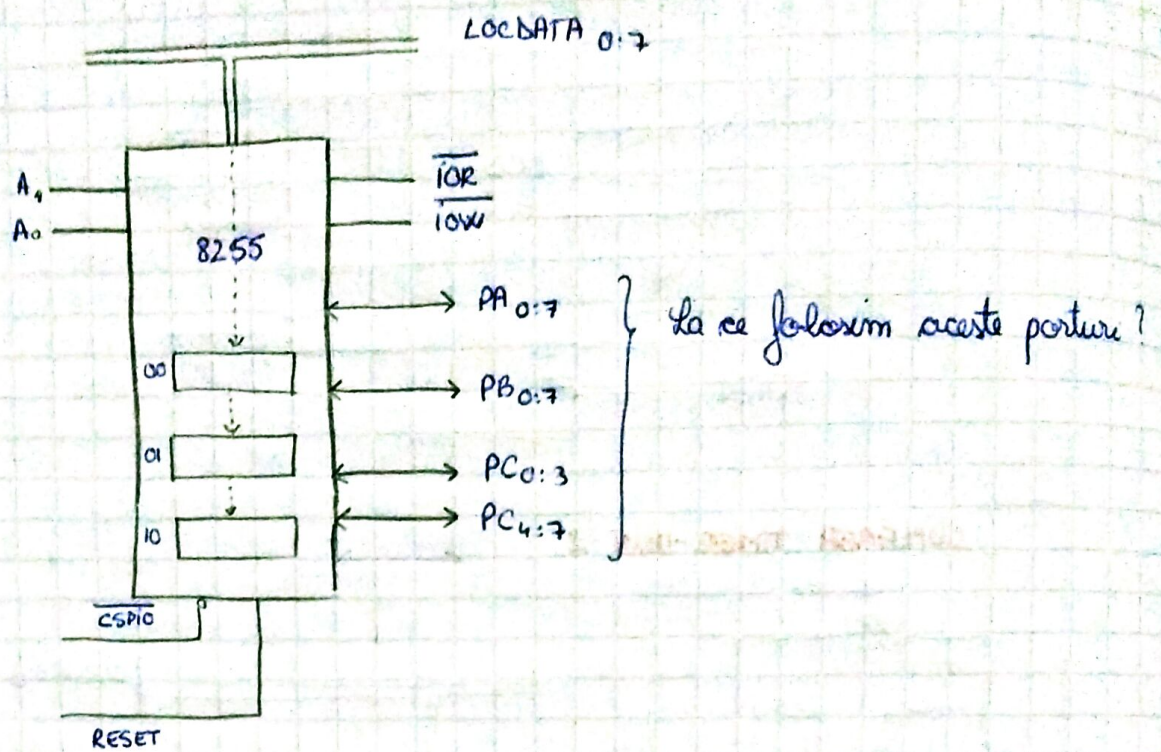 LOCDATA 0:7
A1
A0
IOR
IOW
8255
PA 0:7
PB 0:7
PC 0:3
PC 4:7
La ce folosim aceste porturi?
00
01
10
CSPIO
RESET